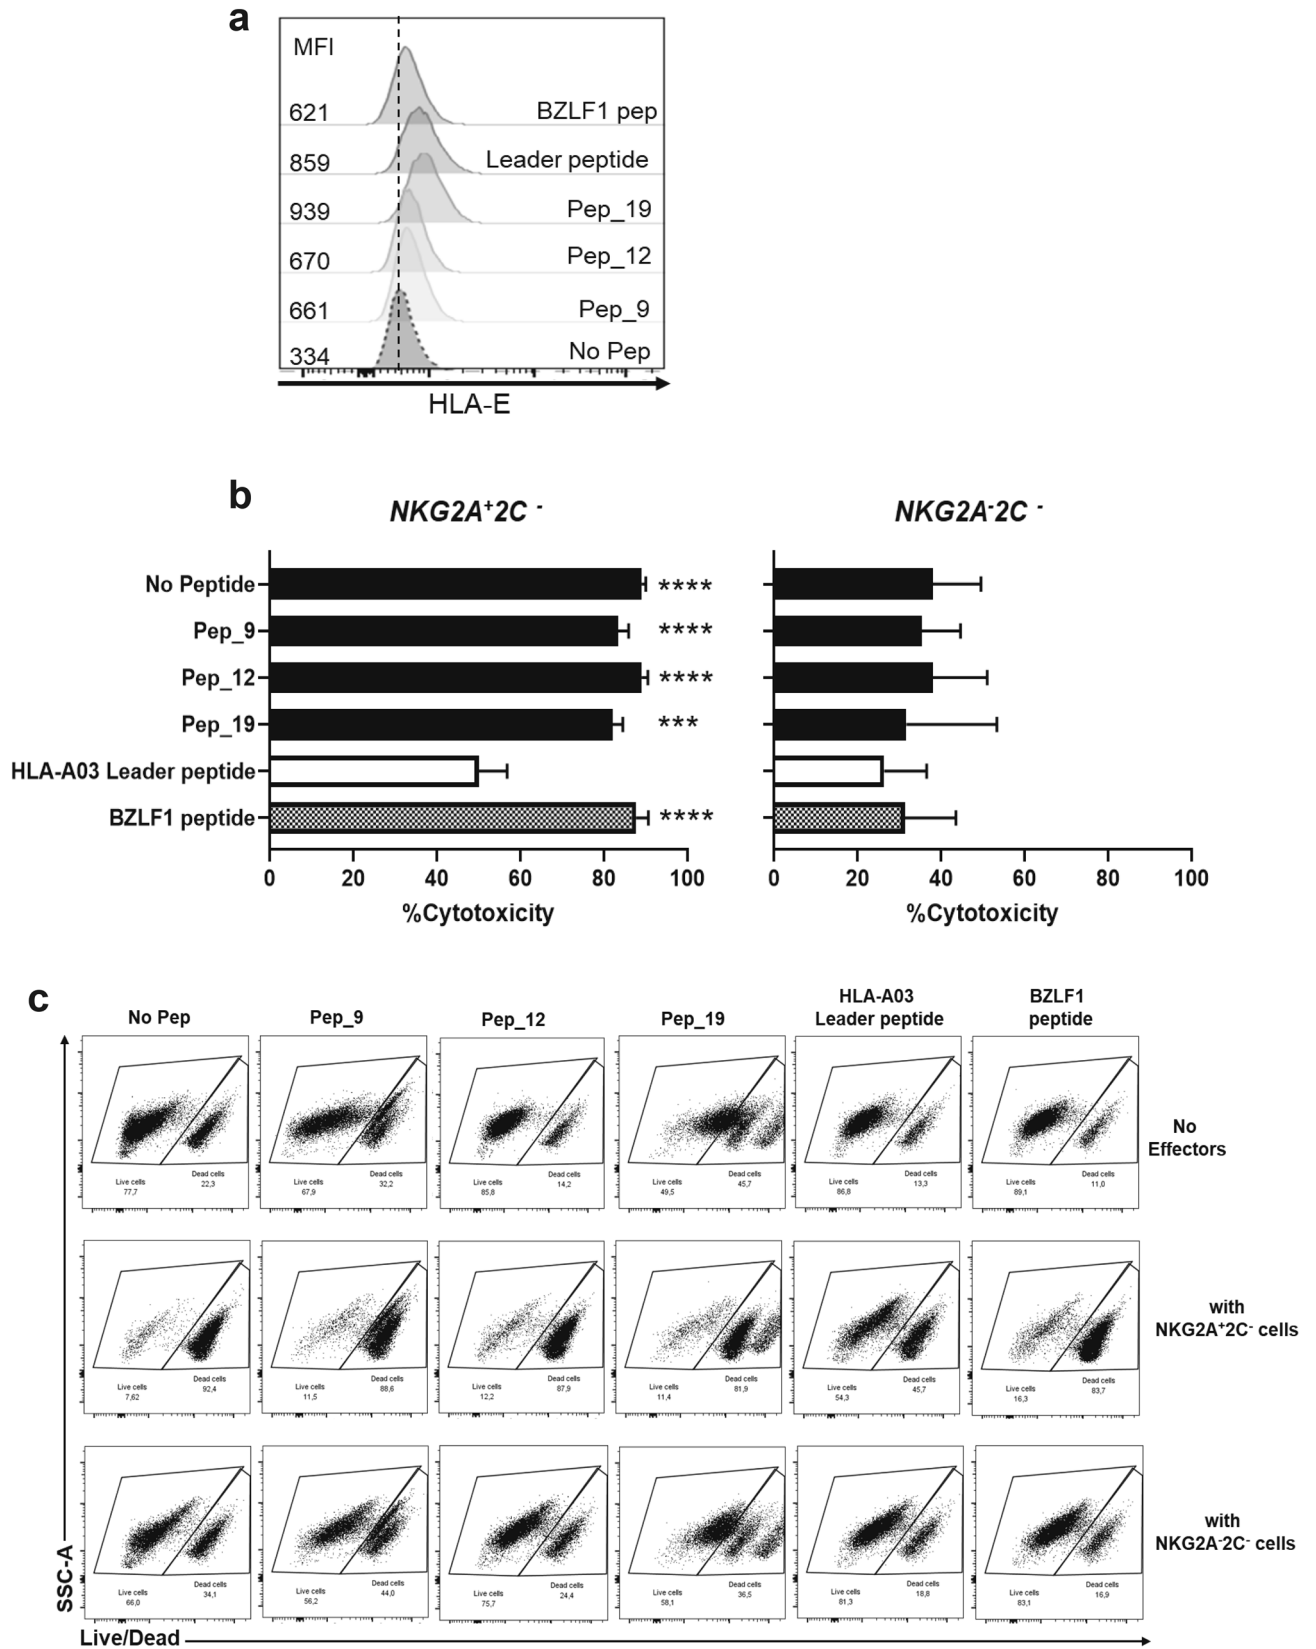 a
MFI
621 BZLF1 pep
859 Leader peptide
939 Pep_19
670 Pep_12
661 Pep_9
334 No Pep
HLA-E
b
NKG2A⁺2C ⁻
NKG2A⁻2C ⁻
No Peptide ****
Pep_9 ****
Pep_12 ****
Pep_19 ***
HLA-A03 Leader peptide
BZLF1 peptide ****
0 20 40 60 80 100
0 20 40 60 80 100
%Cytotoxicity
%Cytotoxicity
c
No Pep
Pep_9
Pep_12
Pep_19
HLA-A03
Leader peptide
BZLF1
peptide
Live cells
77,7
Dead cells
22,3
Live cells
67,9
Dead cells
32,2
Live cells
85,8
Dead cells
14,2
Live cells
49,5
Dead cells
45,7
Live cells
86,8
Dead cells
13,3
Live cells
89,1
Dead cells
11,0
No
Effectors
Live cells
7,62
Dead cells
92,4
Live cells
11,5
Dead cells
88,6
Live cells
12,2
Dead cells
87,9
Live cells
11,4
Dead cells
81,9
Live cells
54,3
Dead cells
45,7
Live cells
16,3
Dead cells
83,7
with
NKG2A⁺2C⁻ cells
Live cells
66,0
Dead cells
34,1
Live cells
56,2
Dead cells
44,0
Live cells
75,7
Dead cells
24,4
Live cells
58,1
Dead cells
36,5
Live cells
81,3
Dead cells
18,8
Live cells
83,1
Dead cells
16,9
with
NKG2A⁻2C⁻ cells
SSC-A
Live/Dead